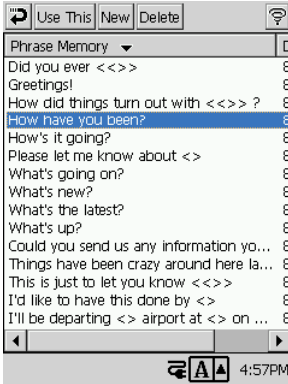 Use This New Delete
Phrase Memory
Did you ever <<>>
Greetings!
How did things turn out with <<>> ?
How have you been?
How's it going?
Please let me know about <>
What's going on?
What's new?
What's the latest?
What's up?
Could you send us any information yo...
Things have been crazy around here la...
This is just to let you know <<>>
I'd like to have this done by <>
I'll be departing <> airport at <> on ...
A 4:57PM